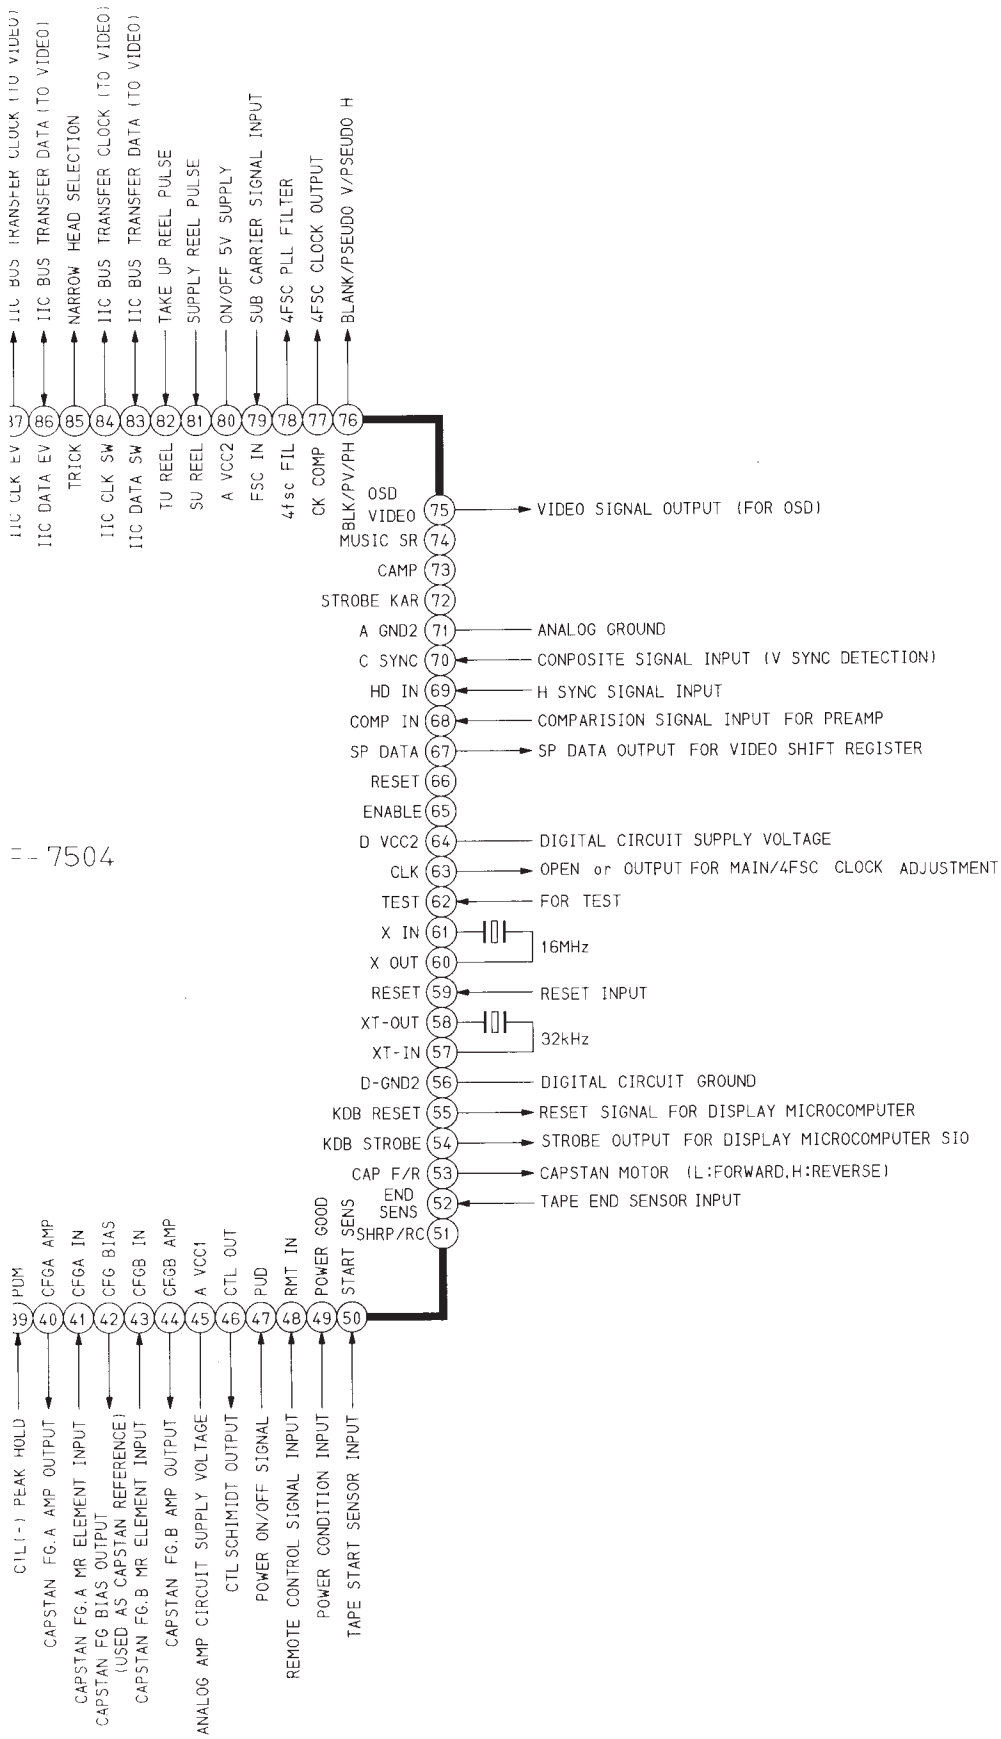 IIC BUS TRANSFER CLOCK (TO VIDEO)
IIC BUS TRANSFER DATA (TO VIDEO)
NARROW HEAD SELECTION
IIC BUS TRANSFER CLOCK (TO VIDEO)
IIC BUS TRANSFER DATA (TO VIDEO)
TAKE UP REEL PULSE
SUPPLY REEL PULSE
ON/OFF 5V SUPPLY
SUB CARRIER SIGNAL INPUT
4FSC PLL FILTER
4FSC CLOCK OUTPUT
BLANK/PSEUDO V/PSEUDO H
87 86 85 84 83 82 81 80 79 78 77 76
IIC CLK EV
IIC DATA EV
TRICK
IIC CLK SW
IIC DATA SW
TU REEL
SU REEL
A VCC2
FSC IN
4fsc FIL
CK COMP
BLK/PV/PH
OSD
VIDEO 75 VIDEO SIGNAL OUTPUT (FOR OSD)
MUSIC SR 74
CAMP 73
STROBE KAR 72
A GND2 71 ANALOG GROUND
C SYNC 70 CONPOSITE SIGNAL INPUT (V SYNC DETECTION)
HD IN 69 H SYNC SIGNAL INPUT
COMP IN 68 COMPARISION SIGNAL INPUT FOR PREAMP
SP DATA 67 SP DATA OUTPUT FOR VIDEO SHIFT REGISTER
RESET 66
ENABLE 65
D VCC2 64 DIGITAL CIRCUIT SUPPLY VOLTAGE
7504
CLK 63 OPEN or OUTPUT FOR MAIN/4FSC CLOCK ADJUSTMENT
TEST 62 FOR TEST
X IN 61
16MHz
X OUT 60
RESET 59 RESET INPUT
XT-OUT 58
32kHz
XT-IN 57
D-GND2 56 DIGITAL CIRCUIT GROUND
KDB RESET 55 RESET SIGNAL FOR DISPLAY MICROCOMPUTER
KDB STROBE 54 STROBE OUTPUT FOR DISPLAY MICROCOMPUTER SIO
CAP F/R 53 CAPSTAN MOTOR (L:FORWARD,H:REVERSE)
END
SENS 52 TAPE END SENSOR INPUT
SHRP/RC 51
PDM
CFGA AMP
CFGA IN
CFG BIAS
CFGB IN
CFGB AMP
A VCC1
CTL OUT
PUD
RMT IN
POWER GOOD
START SENS
39 40 41 42 43 44 45 46 47 48 49 50
CTL(-) PEAK HOLD
CAPSTAN FG.A AMP OUTPUT
CAPSTAN FG.A MR ELEMENT INPUT
CAPSTAN FG BIAS OUTPUT
(USED AS CAPSTAN REFERENCE)
CAPSTAN FG.B MR ELEMENT INPUT
CAPSTAN FG.B AMP OUTPUT
ANALOG AMP CIRCUIT SUPPLY VOLTAGE
CTL SCHIMIDT OUTPUT
POWER ON/OFF SIGNAL
REMOTE CONTROL SIGNAL INPUT
POWER CONDITION INPUT
TAPE START SENSOR INPUT